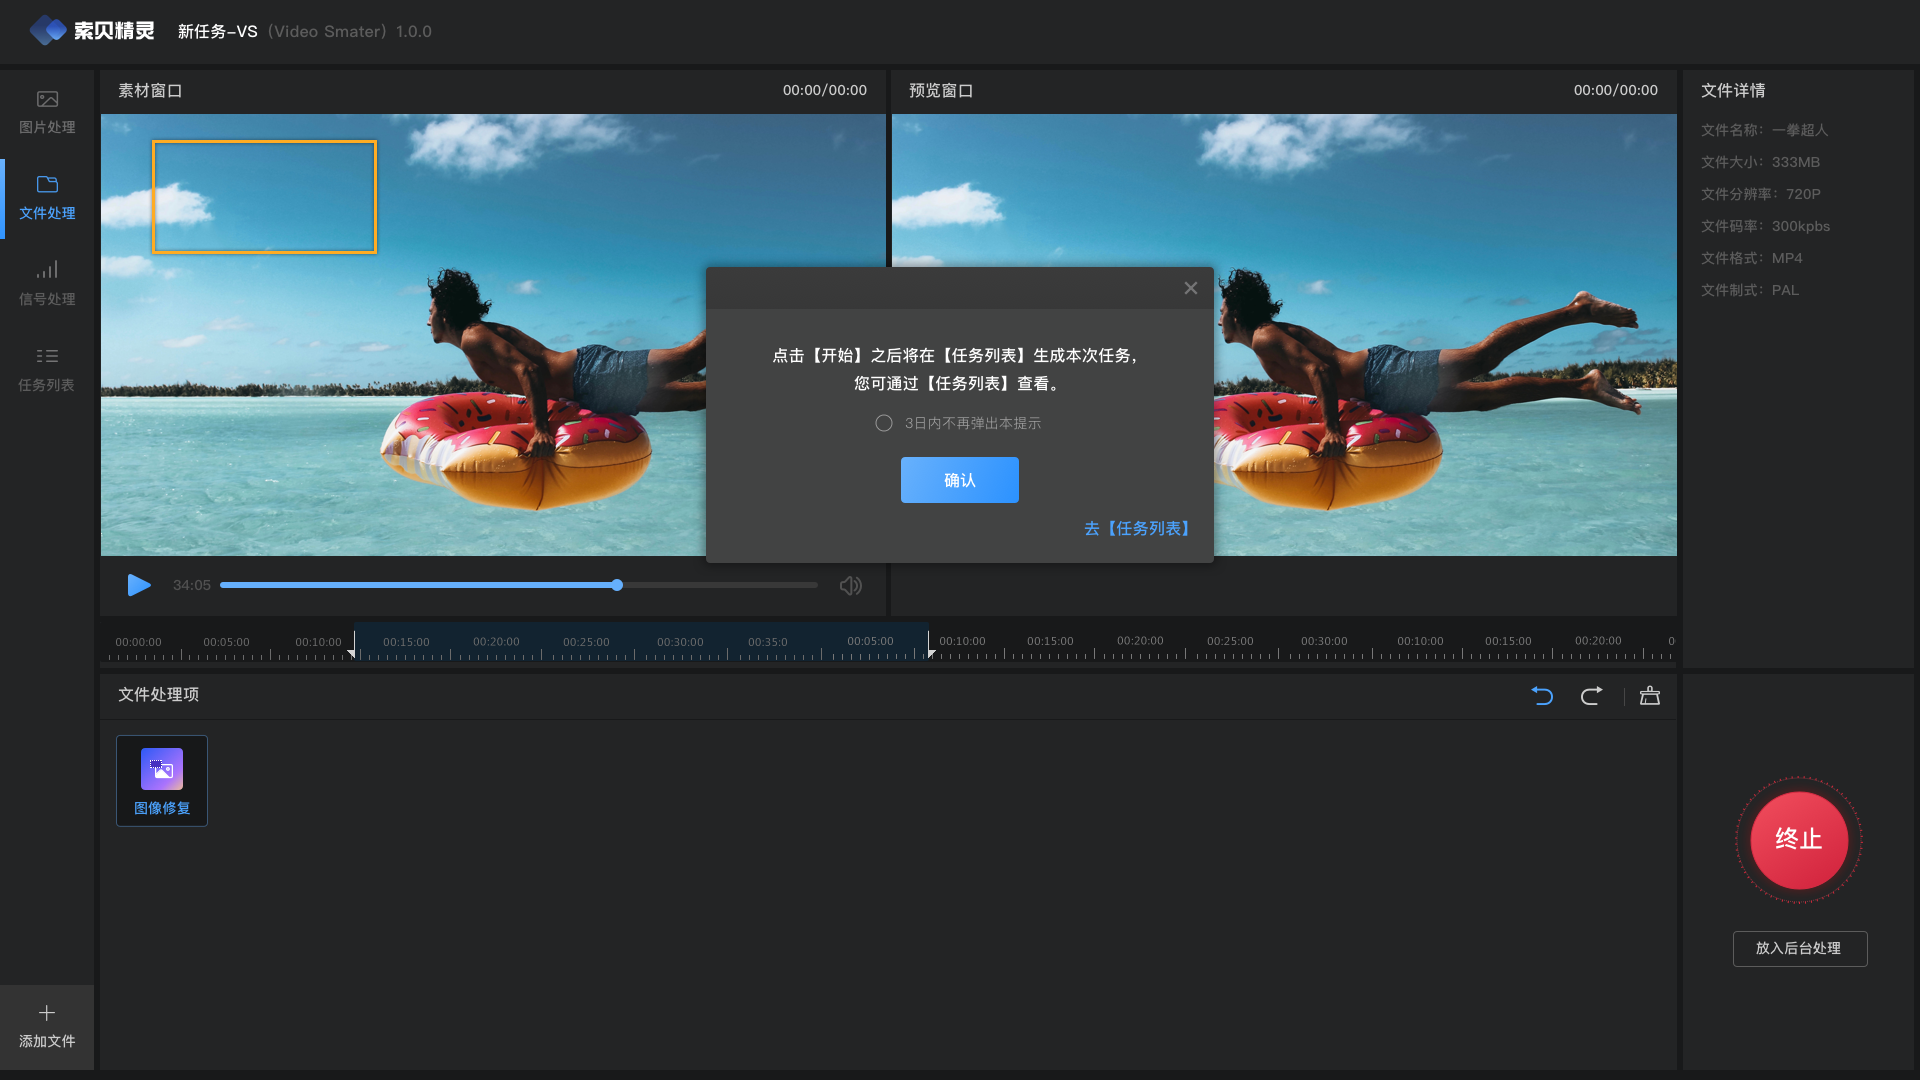 索贝精灵 新任务-VS（Video Smater）1.0.0
图片处理
文件处理
信号处理
任务列表
添加文件
素材窗口 00:00/00:00
预览窗口 00:00/00:00
文件详情
文件名称：一拳超人
文件大小：333MB
文件分辨率：720P
文件码率：300kpbs
文件格式：MP4
文件制式：PAL
点击【开始】之后将在【任务列表】生成本次任务，
您可通过【任务列表】查看。
3日内不再弹出本提示
确认
去【任务列表】
34:05
00:00:00 00:05:00 00:10:00 00:15:00 00:20:00 00:25:00 00:30:00 00:35:0 00:05:00 00:10:00 00:15:00 00:20:00 00:25:00 00:30:00 00:10:00 00:15:00 00:20:00 0
文件处理项
图像修复
终止
放入后台处理